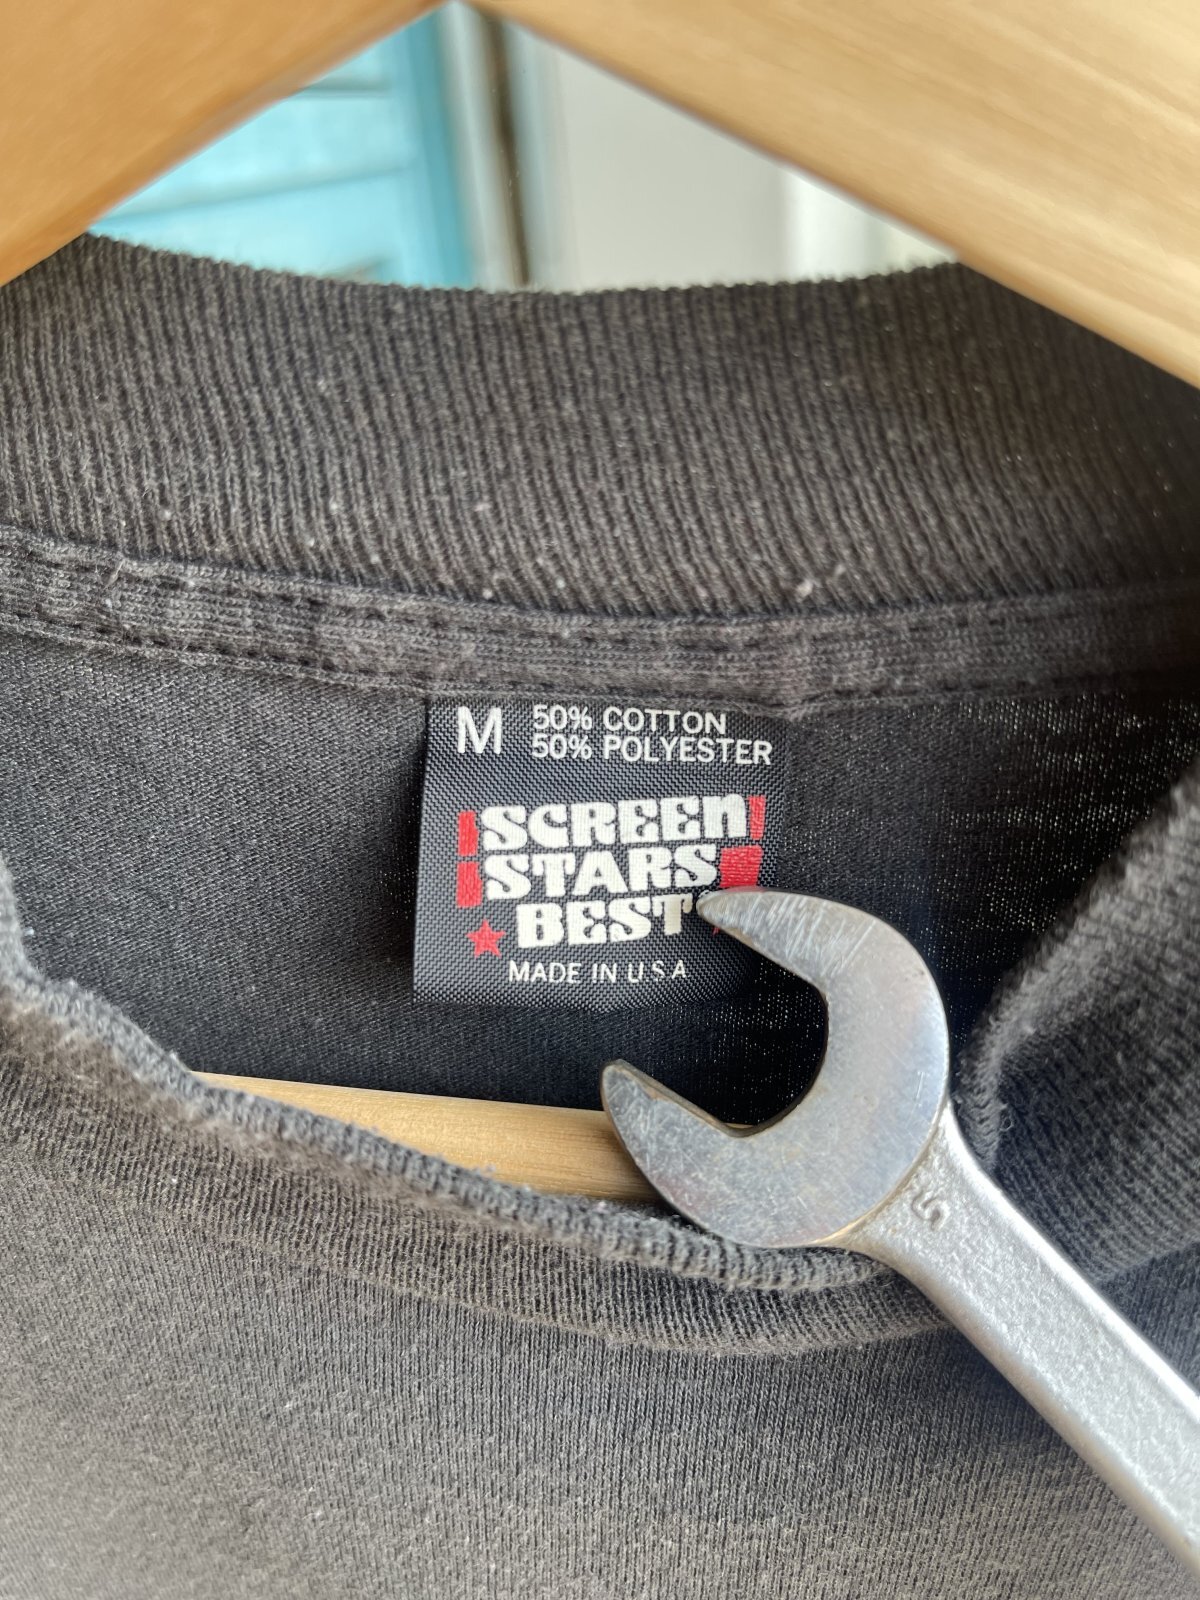 M 50% COTTON
50% POLYESTER
SCREEN
STARS
BEST
MADE IN U S A